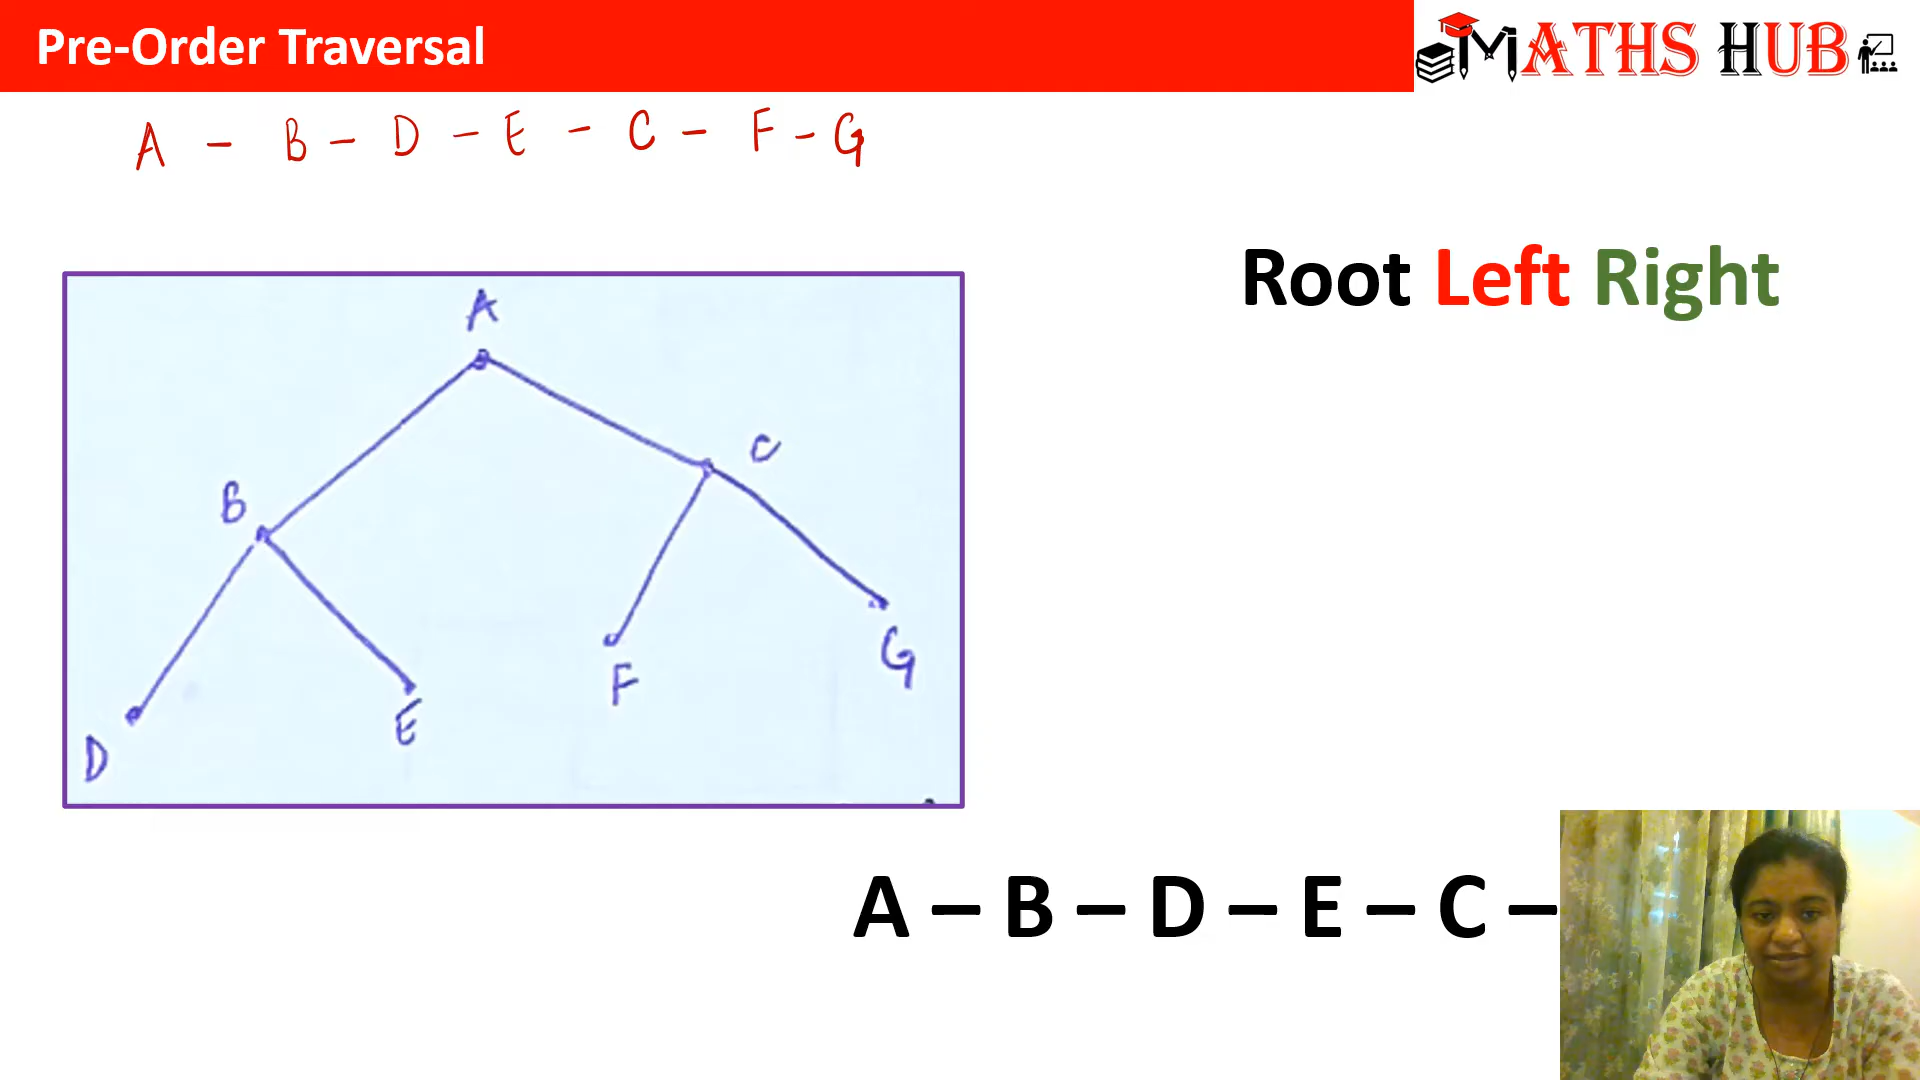 Pre-Order Traversal
MATHS HUB
A - B - D - E - C - F - G
Root Left Right
A
C
B
G
F
E
D
A – B – D – E – C –